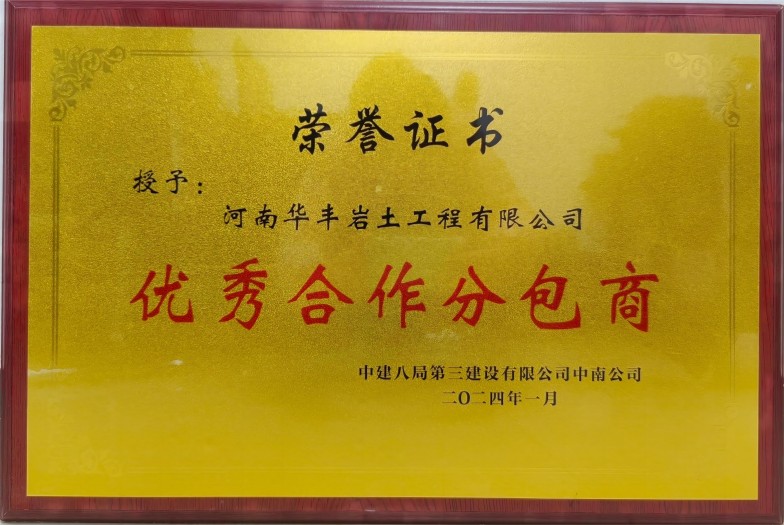 荣誉证书
授予：
河南华丰岩土工程有限公司
优秀合作分包商
中建八局第三建设有限公司中南公司
二〇二四年一月